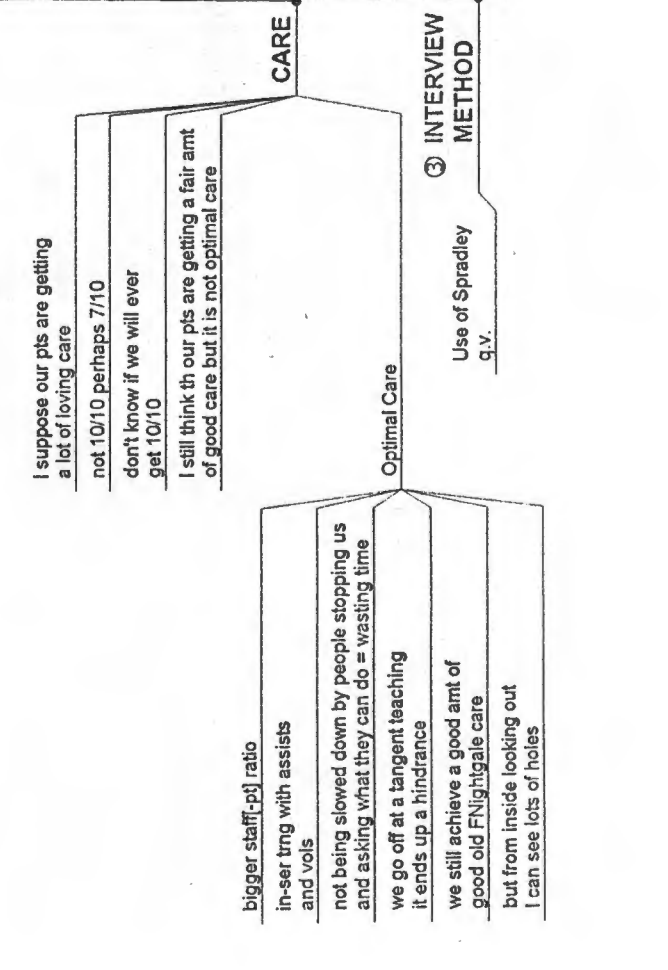 CARE
I suppose our pts are getting
a lot of loving care
not 10/10 perhaps 7/10
don't know if we will ever
get 10/10
I still think th our pts are getting a fair amt
of good care but it is not optimal care
Optimal Care
bigger staff[-pt] ratio
in-ser trng with assists
and vols
not being slowed down by people stopping us
and asking what they can do = wasting time
we go off at a tangent teaching
it ends up a hindrance
we still achieve a good amt of
good old FNightgale care
but from inside looking out
I can see lots of holes
③ INTERVIEW
METHOD
Use of Spradley
q.v.